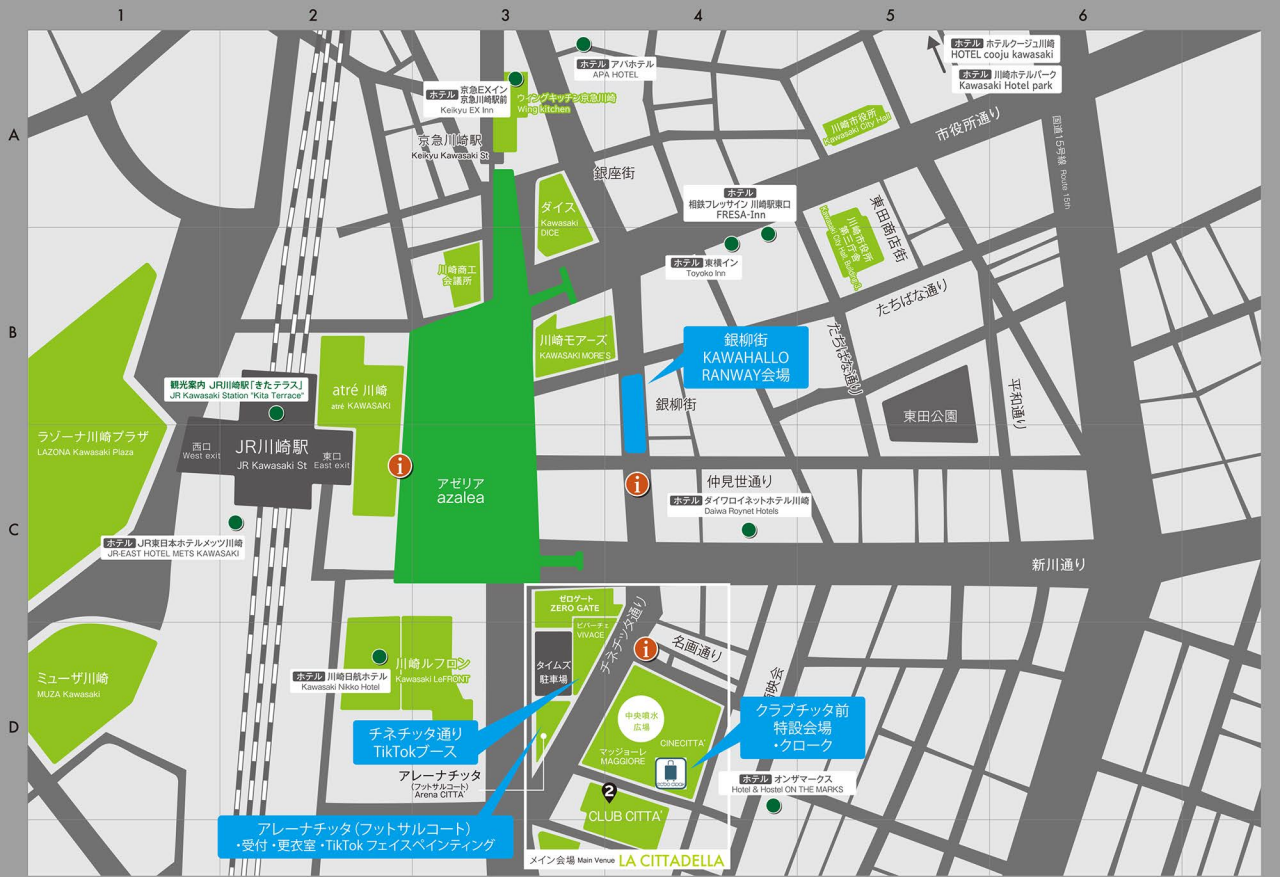 1
2
3
4
5
6
A
B
C
D
ホテル アパホテル
APA HOTEL
ホテル ホテルクージュ川崎
HOTEL cooju kawasaki
ホテル 川崎ホテルパーク
Kawasaki Hotel park
ホテル 京急EXイン
京急川崎駅前
Keikyu EX Inn
ウィングキッチン京急川崎
Wing kitchen
川崎市役所
Kawasaki City Hall
市役所通り
国道15号線 Route 15th
京急川崎駅
Keikyu Kawasaki St
銀座街
ホテル
相鉄フレッサイン 川崎駅東口
FRESA-Inn
ダイス
Kawasaki
DICE
東田商店街
川崎市役所
第三庁舎
Kawasaki City Hall, Building 3
ホテル 東横イン
Toyoko Inn
川崎商工
会議所
たちばな通り
川崎モアーズ
KAWASAKI MORE'S
銀柳街
KAWAHALLO
RANWAY会場
たちばな通り
観光案内 JR川崎駅「きたテラス」
JR Kawasaki Station "Kita Terrace"
atré 川崎
atré KAWASAKI
銀柳街
東田公園
平和通り
ラゾーナ川崎プラザ
LAZONA Kawasaki Plaza
西口
West exit
JR川崎駅
JR Kawasaki St
東口
East exit
i
アゼリア
azalea
i
仲見世通り
ホテル ダイワロイネットホテル川崎
Daiwa Roynet Hotels
ホテル JR東日本ホテルメッツ川崎
JR-EAST HOTEL METS KAWASAKI
新川通り
ゼロゲート
ZERO GATE
ビバーチェ
VIVACE
チネチッタ通り
i
名画通り
タイムズ
駐車場
ミューザ川崎
MUZA Kawasaki
ホテル 川崎日航ホテル
Kawasaki Nikko Hotel
川崎ルフロン
Kawasaki LeFRONT
映会
中央噴水
広場
クラブチッタ前
特設会場
・クローク
チネチッタ通り
TikTokブース
CINECITTA'
マッジョーレ
MAGGIORE
アレーナチッタ
(フットサルコート)
Arena CITTA'
ホテル オンザマークス
Hotel & Hostel ON THE MARKS
2
CLUB CITTA'
アレーナチッタ(フットサルコート)
・受付・更衣室・TikTok フェイスペインティング
メイン会場 Main Venue LA CITTADELLA